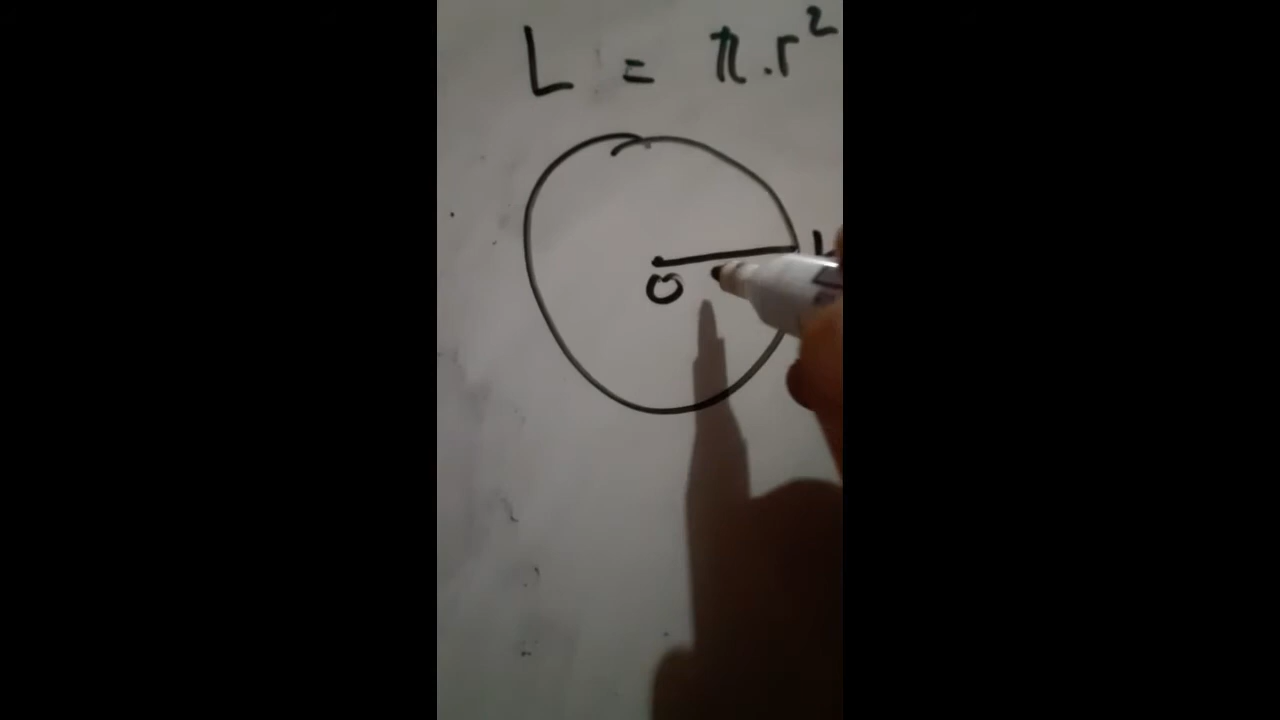 L = π.r²
O